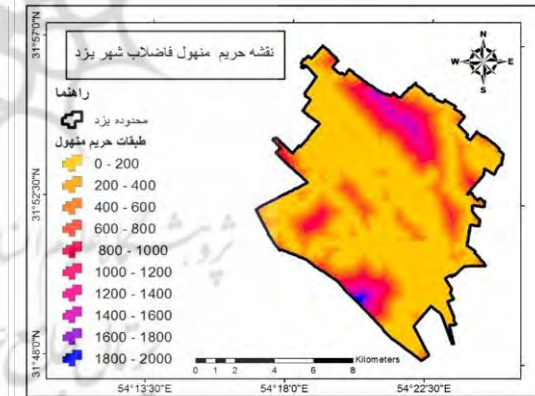 نقشه حریم منهول فاضلاب شهر یزد
N
W E
S
راهنما
محدوده یزد
طبقات حریم منهول
0 - 200
200 - 400
400 - 600
600 - 800
800 - 1000
1000 - 1200
1200 - 1400
1400 - 1600
1600 - 1800
1800 - 2000
31°57'0"N
31°52'30"N
31°48'0"N
Kilometers
0 1 2 4 6 8
54°13'30"E
54°18'0"E
54°22'30"E